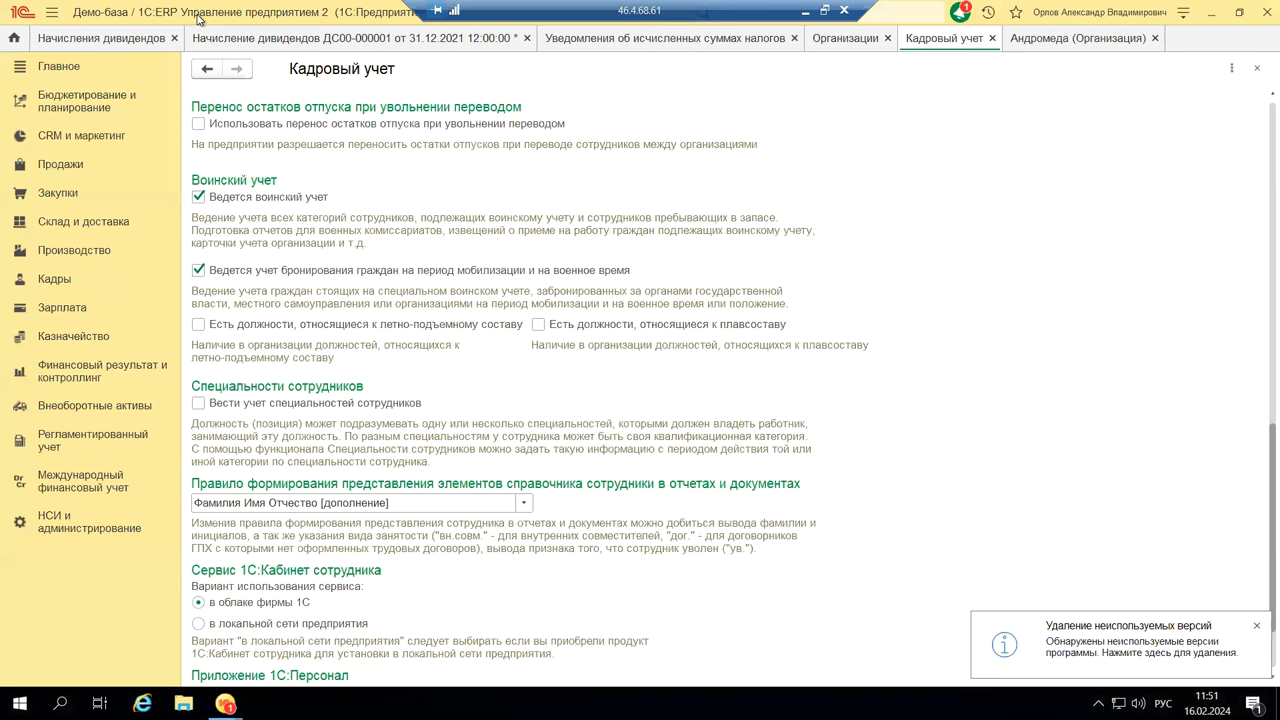 1С Демо-база / 1С:ERP Управление предприятием 2 (1С:Предприяти
46.4.68.61
Орлов Александр Владимирович
Начисления дивидендов ×
Начисление дивидендов ДС00-000001 от 31.12.2021 12:00:00 * ×
Уведомления об исчисленных суммах налогов ×
Организации ×
Кадровый учет ×
Андромеда (Организация) ×
Главное
Бюджетирование и
планирование
CRM и маркетинг
Продажи
Закупки
Склад и доставка
Производство
Кадры
Зарплата
Казначейство
Финансовый результат и
контроллинг
Внеоборотные активы
Регламентированный
учет
Dr
Cr
Международный
финансовый учет
НСИ и
администрирование
Кадровый учет
Перенос остатков отпуска при увольнении переводом
Использовать перенос остатков отпуска при увольнении переводом
На предприятии разрешается переносить остатки отпусков при переводе сотрудников между организациями
Воинский учет
Ведется воинский учет
Ведение учета всех категорий сотрудников, подлежащих воинскому учету и сотрудников пребывающих в запасе.
Подготовка отчетов для военных комиссариатов, извещений о приеме на работу граждан подлежащих воинскому учету,
карточки учета организации и т.д.
Ведется учет бронирования граждан на период мобилизации и на военное время
Ведение учета граждан стоящих на специальном воинском учете, забронированных за органами государственной
власти, местного самоуправления или организациями на период мобилизации и на военное время или положение.
Есть должности, относящиеся к летно-подъемному составу
Есть должности, относящиеся к плавсоставу
Наличие в организации должностей, относящихся к
летно-подъемному составу
Наличие в организации должностей, относящихся к плавсоставу
Специальности сотрудников
Вести учет специальностей сотрудников
Должность (позиция) может подразумевать одну или несколько специальностей, которыми должен владеть работник,
занимающий эту должность. По разным специальностям у сотрудника может быть своя квалификационная категория.
С помощью функционала Специальности сотрудников можно задать такую информацию с периодом действия той или
иной категории по специальности сотрудника.
Правило формирования представления элементов справочника сотрудники в отчетах и документах
Фамилия Имя Отчество [дополнение]
Изменив правила формирования представления сотрудника в отчетах и документах можно добиться вывода фамилии и
инициалов, а так же указания вида занятости ("вн.совм." - для внутренних совместителей, "дог." - для договорников
ГПХ с которыми нет оформленных трудовых договоров), вывода признака того, что сотрудник уволен ("ув.").
Сервис 1С:Кабинет сотрудника
Вариант использования сервиса:
в облаке фирмы 1С
в локальной сети предприятия
Вариант "в локальной сети предприятия" следует выбирать если вы приобрели продукт
1С:Кабинет сотрудника для установки в локальной сети предприятия.
Приложение 1С:Персонал
Удаление неиспользуемых версий
Обнаружены неиспользуемые версии
программы. Нажмите здесь для удаления.
РУС
11:51
16.02.2024